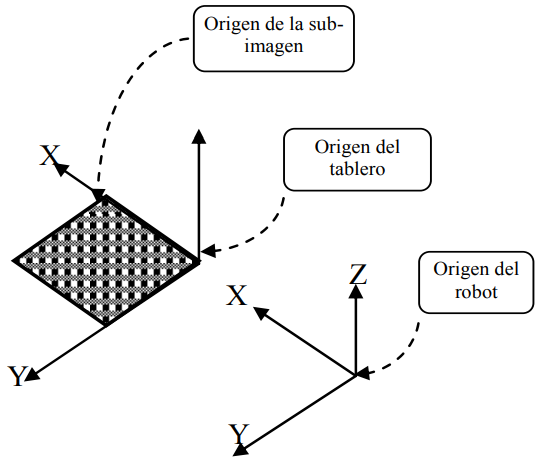 Origen de la sub-
imagen
Origen del
tablero
X
Origen del
robot
Z
X
Y
Y